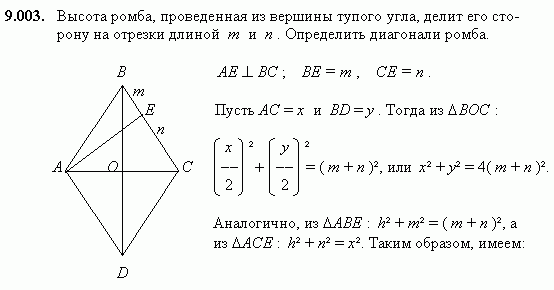 9.003. Высота ромба, проведенная из вершины тупого угла, делит его сто-
рону на отрезки длиной m и n . Определить диагонали ромба.
AE ⊥ BC ; BE = m , CE = n .
Пусть AC = x и BD = y . Тогда из ΔBOC :
(x/2)² + (y/2)² = ( m + n )², или x² + y² = 4( m + n )².
Аналогично, из ΔABE : h² + m² = ( m + n )², а
из ΔACE : h² + n² = x². Таким образом, имеем:
B
m
E
n
A O C
D